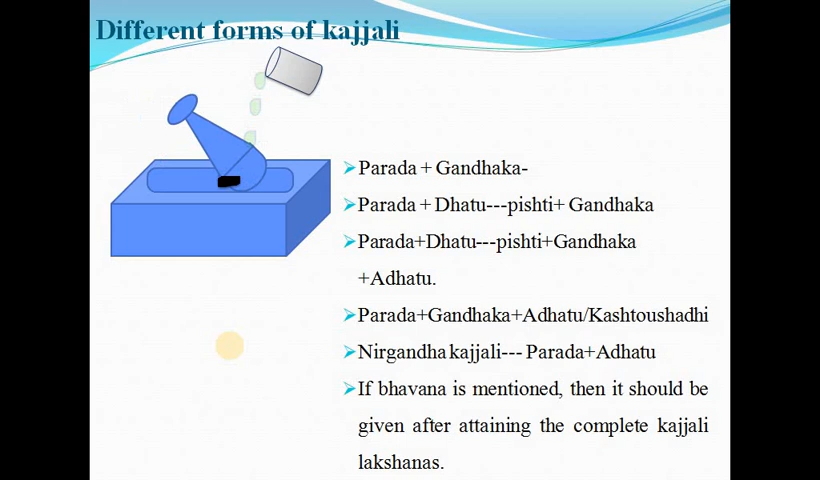 Different forms of kajjali
Parada + Gandhaka-
Parada + Dhatu---pishti+ Gandhaka
Parada+Dhatu---pishti+Gandhaka
+Adhatu.
Parada+Gandhaka+Adhatu/Kashtoushadhi
Nirgandha kajjali--- Parada+Adhatu
If bhavana is mentioned, then it should be
given after attaining the complete kajjali
lakshanas.